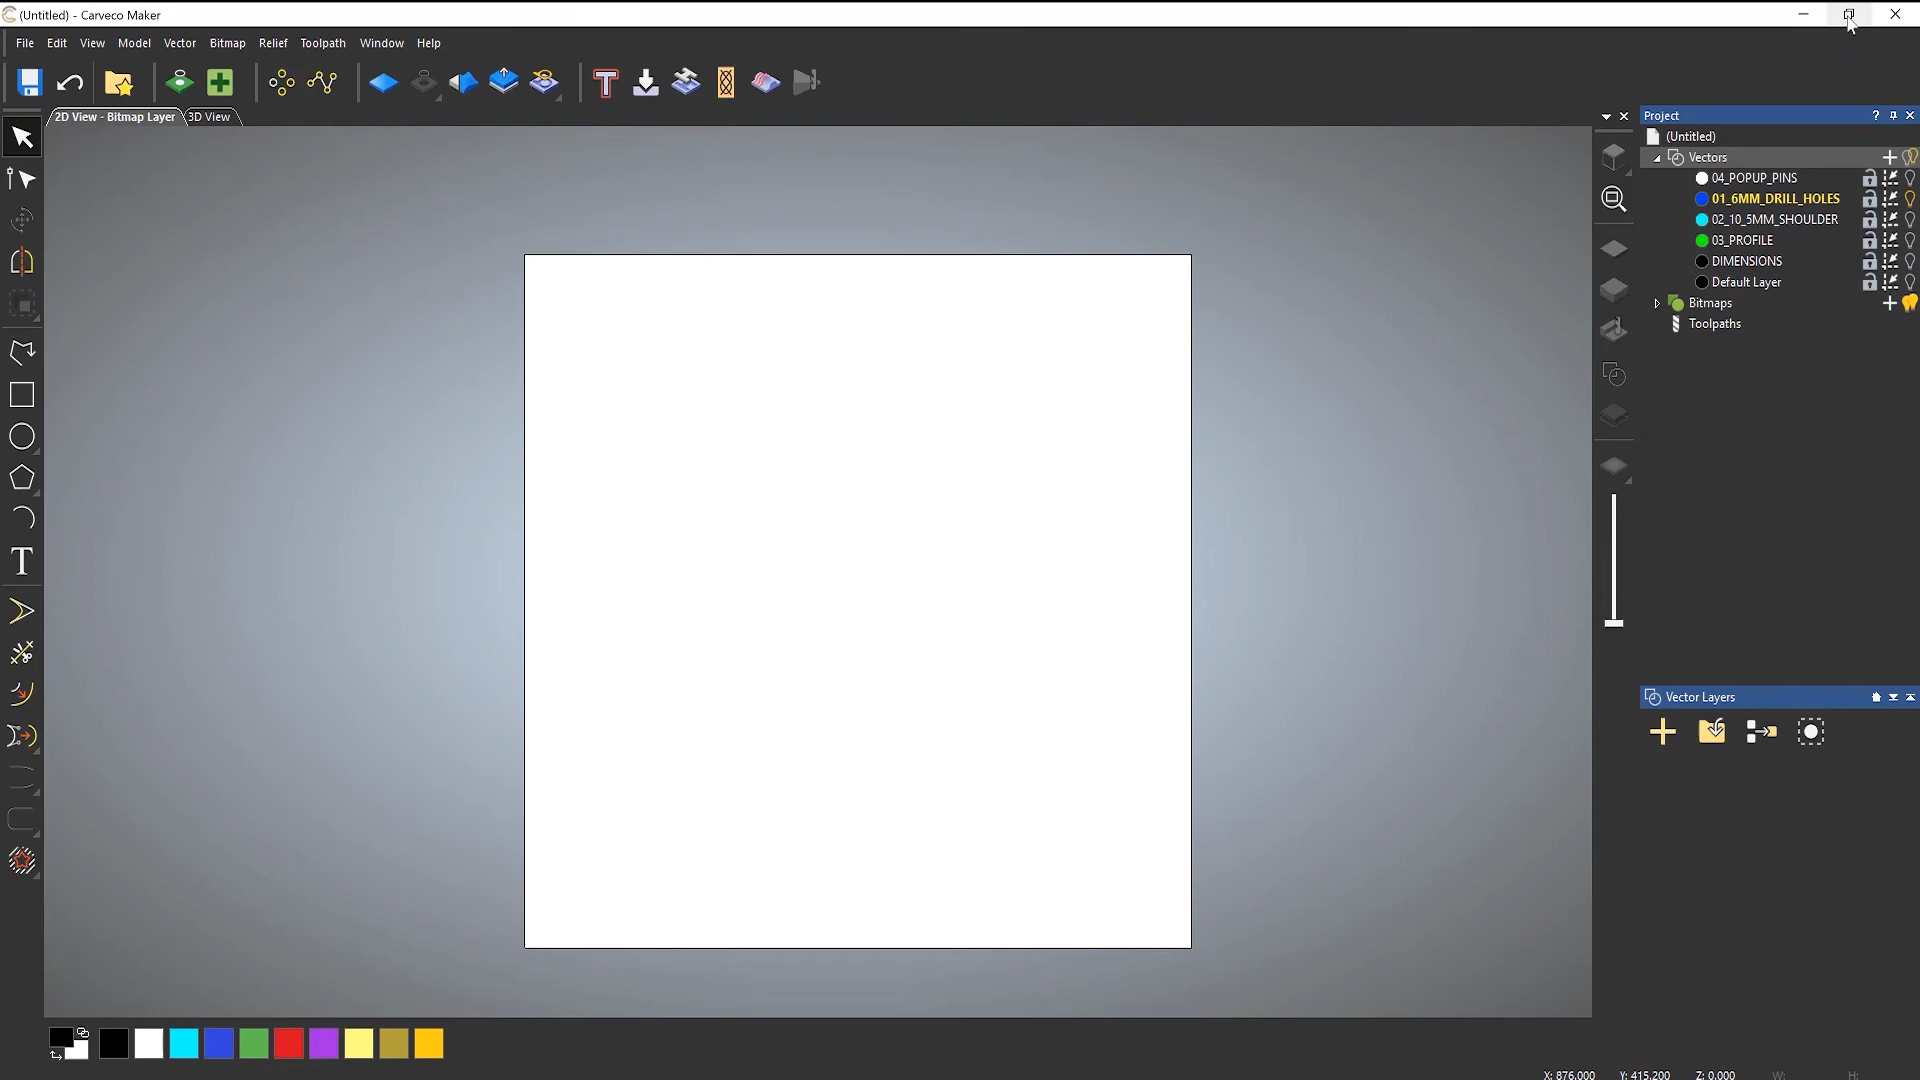 (Untitled) - Carveco Maker
File Edit View Model Vector Bitmap Relief Toolpath Window Help
2D View - Bitmap Layer 3D View
Project
(Untitled)
Vectors
04_POPUP_PINS
01_6MM_DRILL_HOLES
02_10_5MM_SHOULDER
03_PROFILE
DIMENSIONS
Default Layer
Bitmaps
Toolpaths
Vector Layers
X: 876.000 Y: 415.200 Z: 0.000 W: H: